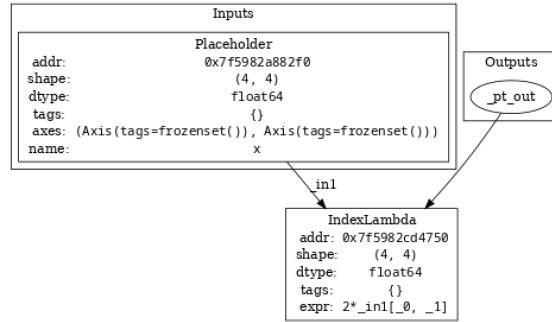 Inputs
Placeholder
addr: 0x7f5982a882f0
shape: (4, 4)
dtype: float64
tags: {}
axes: (Axis(tags=frozenset()), Axis(tags=frozenset()))
name: x
Outputs
_pt_out
_in1
IndexLambda
addr: 0x7f5982cd4750
shape: (4, 4)
dtype: float64
tags: {}
expr: 2*_in1[_0, _1]